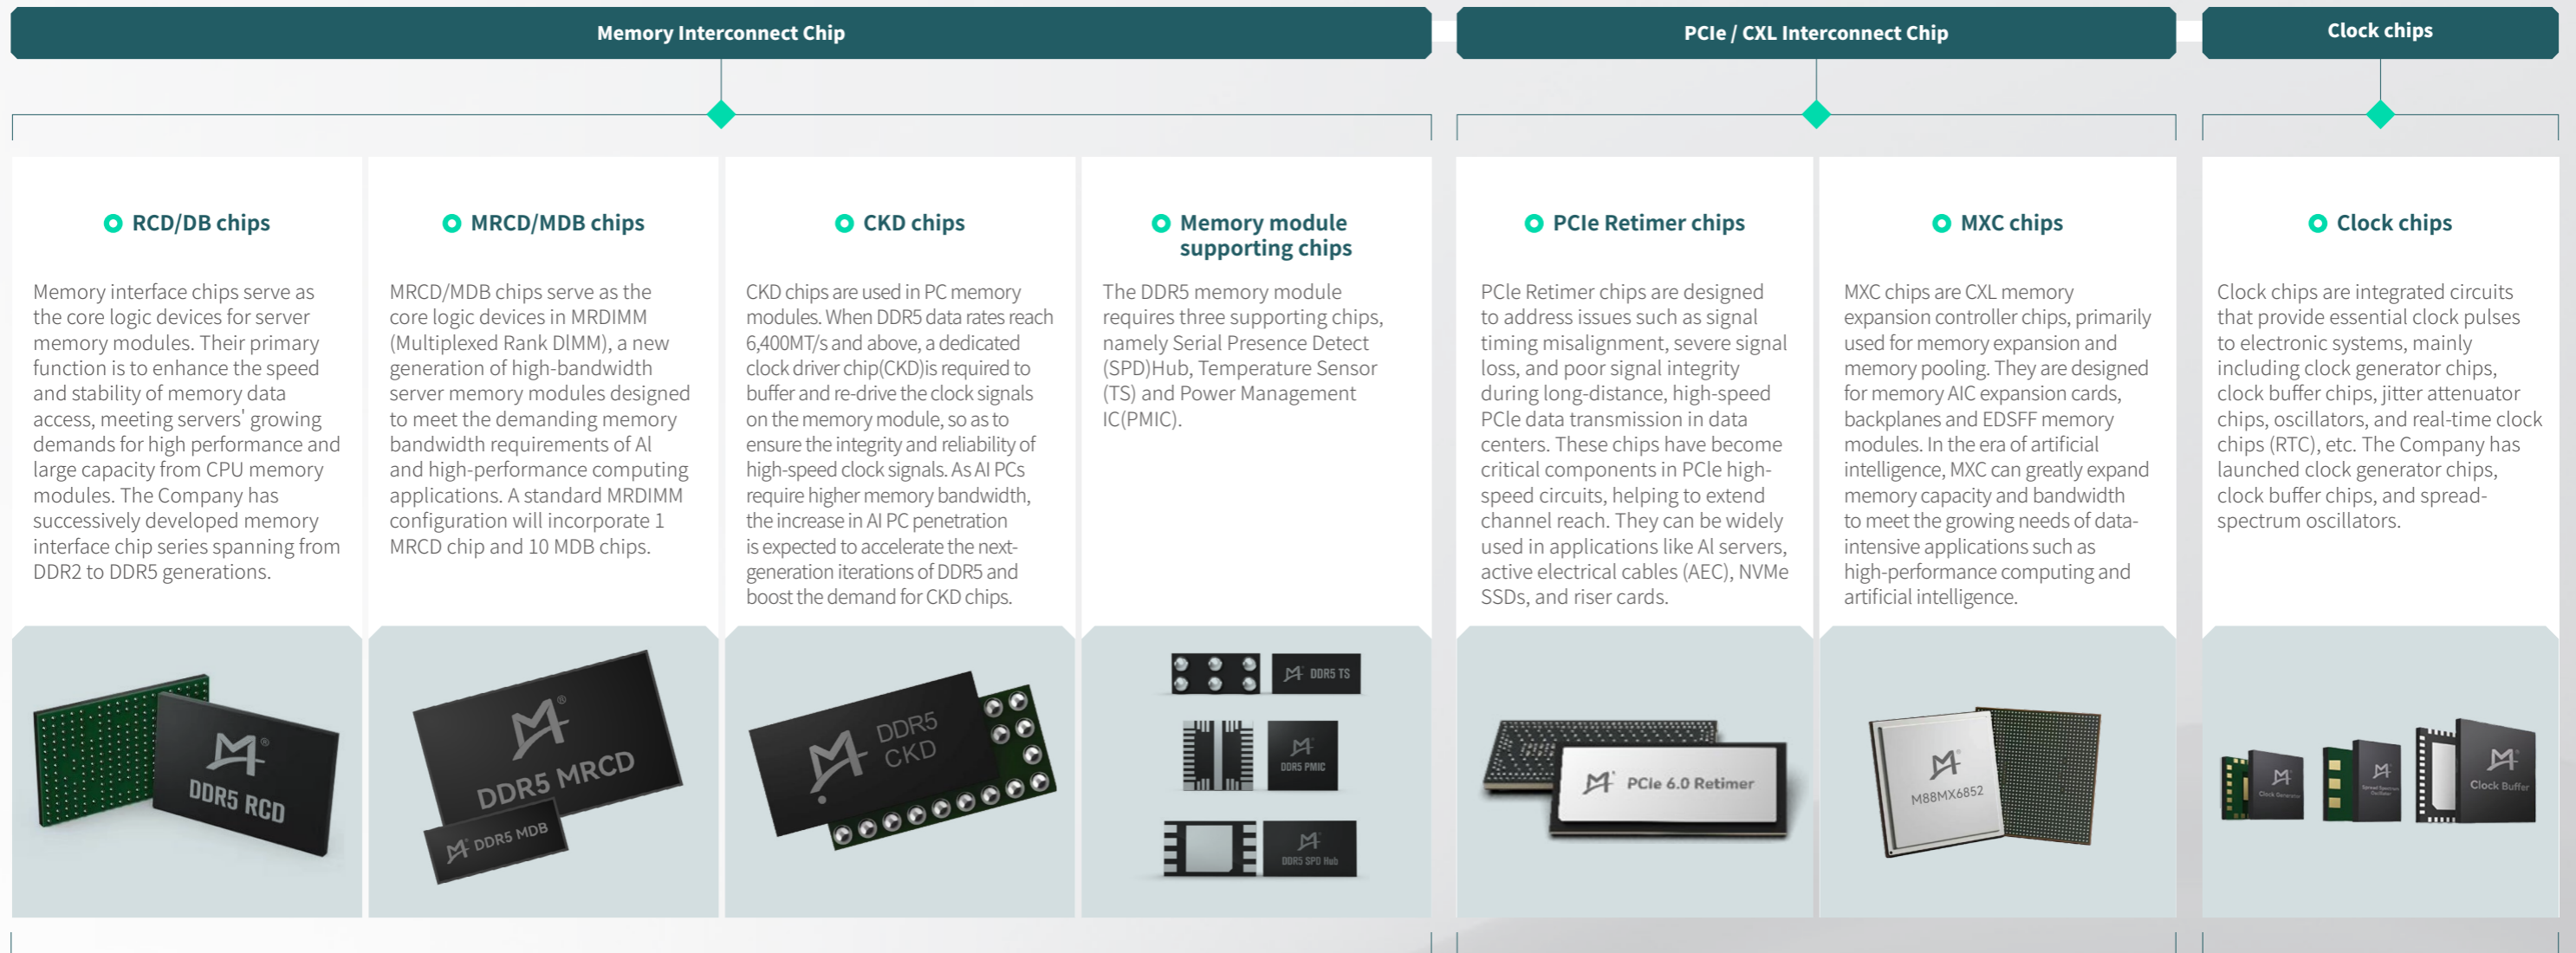 Memory Interconnect Chip
PCIe / CXL Interconnect Chip
Clock chips
RCD/DB chips
Memory interface chips serve as
the core logic devices for server
memory modules. Their primary
function is to enhance the speed
and stability of memory data
access, meeting servers' growing
demands for high performance and
large capacity from CPU memory
modules. The Company has
successively developed memory
interface chip series spanning from
DDR2 to DDR5 generations.
DDR5 RCD
MRCD/MDB chips
MRCD/MDB chips serve as the
core logic devices in MRDIMM
(Multiplexed Rank DIMM), a new
generation of high-bandwidth
server memory modules designed
to meet the demanding memory
bandwidth requirements of Al
and high-performance computing
applications. A standard MRDIMM
configuration will incorporate 1
MRCD chip and 10 MDB chips.
DDR5 MRCD
DDR5 MDB
CKD chips
CKD chips are used in PC memory
modules. When DDR5 data rates reach
6,400MT/s and above, a dedicated
clock driver chip(CKD)is required to
buffer and re-drive the clock signals
on the memory module, so as to
ensure the integrity and reliability of
high-speed clock signals. As AI PCs
require higher memory bandwidth,
the increase in AI PC penetration
is expected to accelerate the next-
generation iterations of DDR5 and
boost the demand for CKD chips.
DDR5
CKD
Memory module
supporting chips
The DDR5 memory module
requires three supporting chips,
namely Serial Presence Detect
(SPD)Hub, Temperature Sensor
(TS) and Power Management
IC(PMIC).
DDR5 TS
DDR5 PMIC
DDR5 SPD Hub
PCIe Retimer chips
PCle Retimer chips are designed
to address issues such as signal
timing misalignment, severe signal
loss, and poor signal integrity
during long-distance, high-speed
PCle data transmission in data
centers. These chips have become
critical components in PCle high-
speed circuits, helping to extend
channel reach. They can be widely
used in applications like Al servers,
active electrical cables (AEC), NVMe
SSDs, and riser cards.
PCIe 6.0 Retimer
MXC chips
MXC chips are CXL memory
expansion controller chips, primarily
used for memory expansion and
memory pooling. They are designed
for memory AIC expansion cards,
backplanes and EDSFF memory
modules. In the era of artificial
intelligence, MXC can greatly expand
memory capacity and bandwidth
to meet the growing needs of data-
intensive applications such as
high-performance computing and
artificial intelligence.
M88MX6852
Clock chips
Clock chips are integrated circuits
that provide essential clock pulses
to electronic systems, mainly
including clock generator chips,
clock buffer chips, jitter attenuator
chips, oscillators, and real-time clock
chips (RTC), etc. The Company has
launched clock generator chips,
clock buffer chips, and spread-
spectrum oscillators.
Clock Generator
Spread Spectrum
Oscillator
Clock Buffer